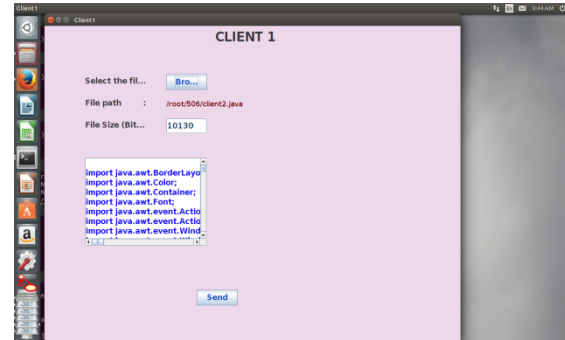 Client1
En
9:44 AM
Client1
CLIENT 1
Select the fil...
Bro...
File path :
/root/506/client2.java
File Size (Bit...
10130
import java.awt.BorderLayo
import java.awt.Color;
import java.awt.Container;
import java.awt.Font;
import java.awt.event.Actio
import java.awt.event.Actio
import java.awt.event.Wind
Send